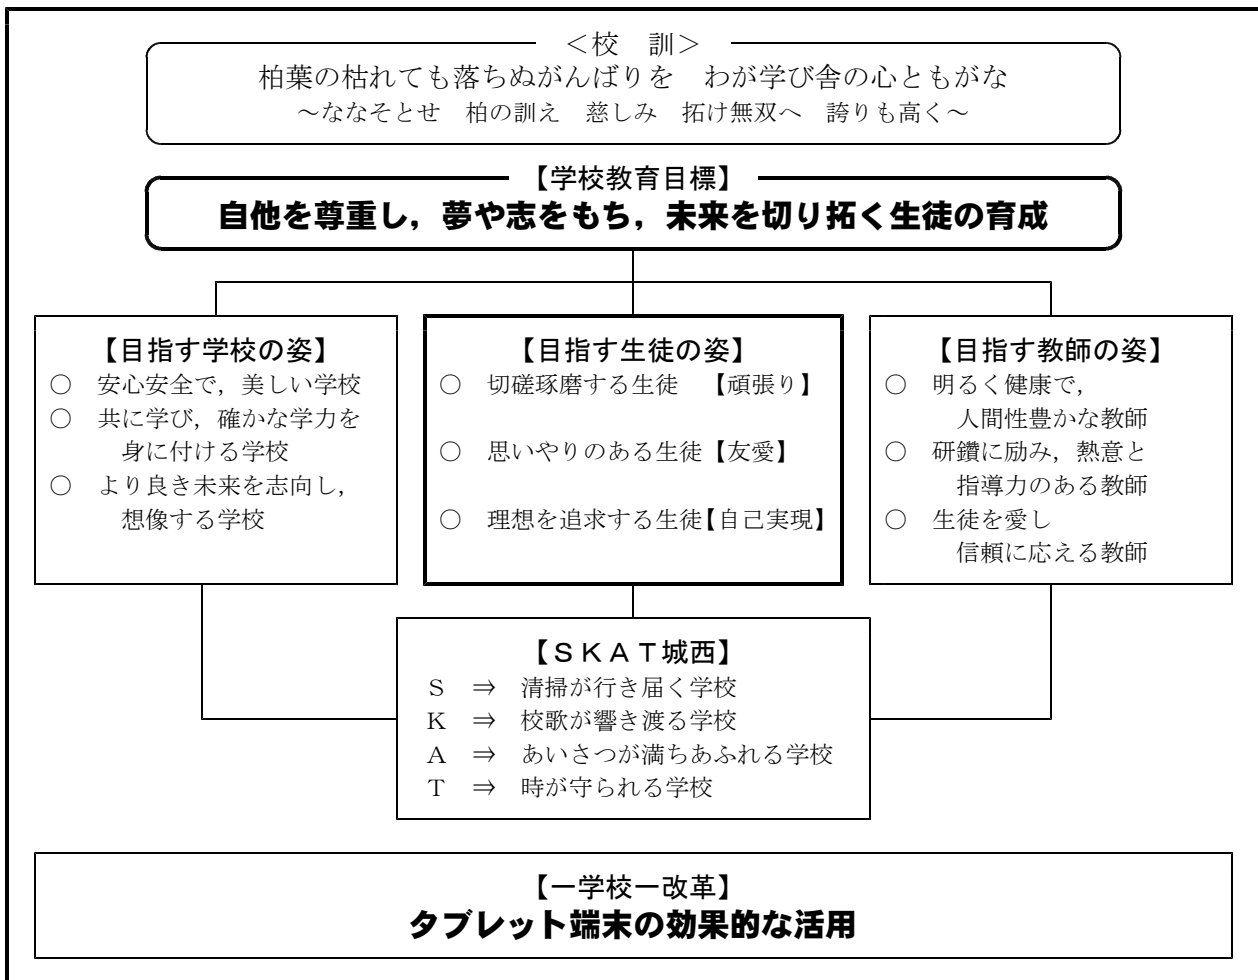 ＜校　訓＞
柏葉の枯れても落ちぬがんばりを　わが学び舎の心ともがな
～ななそとせ　柏の訓え　慈しみ　拓け無双へ　誇りも高く～
【学校教育目標】
自他を尊重し，夢や志をもち，未来を切り拓く生徒の育成
【目指す学校の姿】
○　安心安全で，美しい学校
○　共に学び，確かな学力を
身に付ける学校
○　より良き未来を志向し，
想像する学校
【目指す生徒の姿】
○　切磋琢磨する生徒　【頑張り】
○　思いやりのある生徒【友愛】
○　理想を追求する生徒【自己実現】
【目指す教師の姿】
○　明るく健康で，
人間性豊かな教師
○　研鑽に励み，熱意と
指導力のある教師
○　生徒を愛し
信頼に応える教師
【ＳＫＡＴ城西】
S　⇒　清掃が行き届く学校
K　⇒　校歌が響き渡る学校
A　⇒　あいさつが満ちあふれる学校
T　⇒　時が守られる学校
【一学校一改革】
タブレット端末の効果的な活用